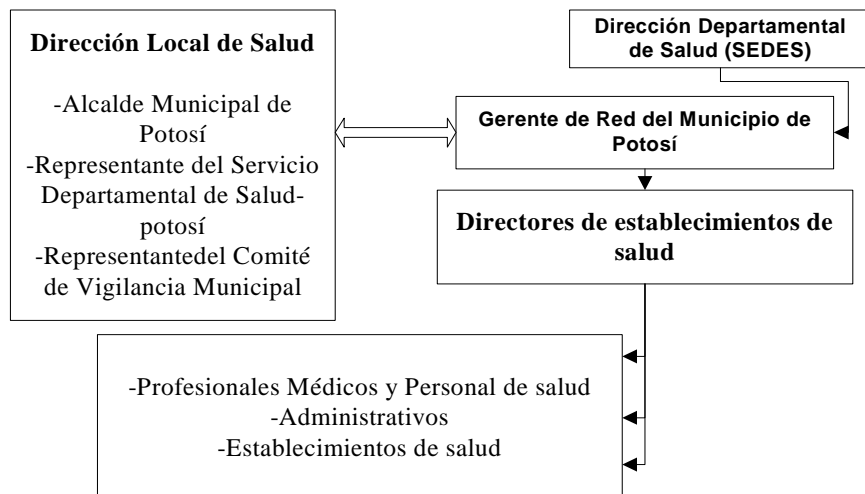 Dirección Local de Salud
-Alcalde Municipal de
Potosí
-Representante del Servicio
Departamental de Salud-
potosí
-Representantedel Comité
de Vigilancia Municipal
Dirección Departamental
de Salud (SEDES)
Gerente de Red del Municipio de
Potosí
Directores de establecimientos de
salud
-Profesionales Médicos y Personal de salud
-Administrativos
-Establecimientos de salud